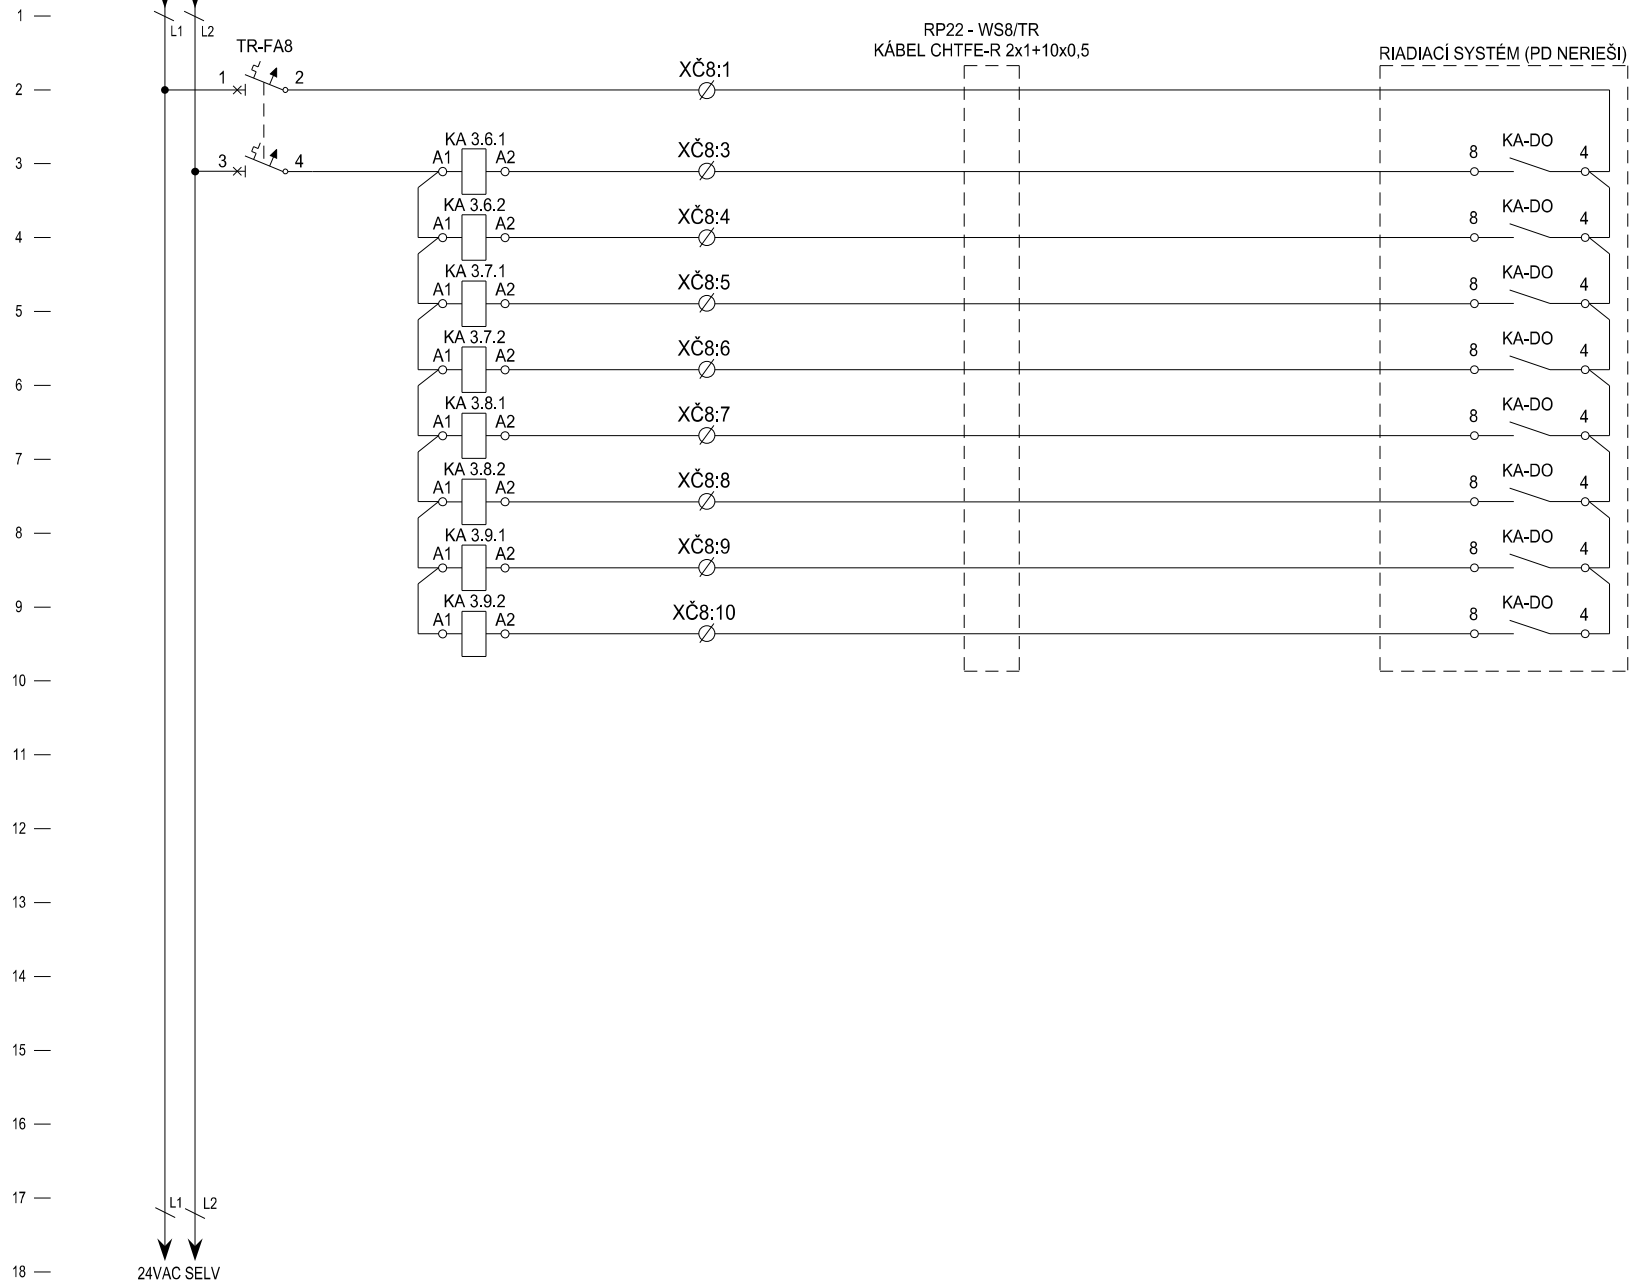 1
L1 L2
RP22 - WS8/TR
KÁBEL CHTFE-R 2x1+10x0,5
RIADIACÍ SYSTÉM (PD NERIEŠI)
TR-FA8
XČ8:1
1 2
2
KA 3.6.1 XČ8:3 KA-DO
3 3 4 A1 A2 8 4
KA 3.6.2 XČ8:4 KA-DO
4 A1 A2 8 4
KA 3.7.1 XČ8:5 KA-DO
A1 A2 8 4
5
KA 3.7.2 XČ8:6 KA-DO
A1 A2 8 4
6
KA 3.8.1 XČ8:7 KA-DO
A1 A2 8 4
7
KA 3.8.2 XČ8:8 KA-DO
A1 A2 8 4
8
KA 3.9.1 XČ8:9 KA-DO
A1 A2 8 4
9
KA 3.9.2 XČ8:10 KA-DO
A1 A2 8 4
10
11
12
13
14
15
16
17
L1 L2
18
24VAC SELV